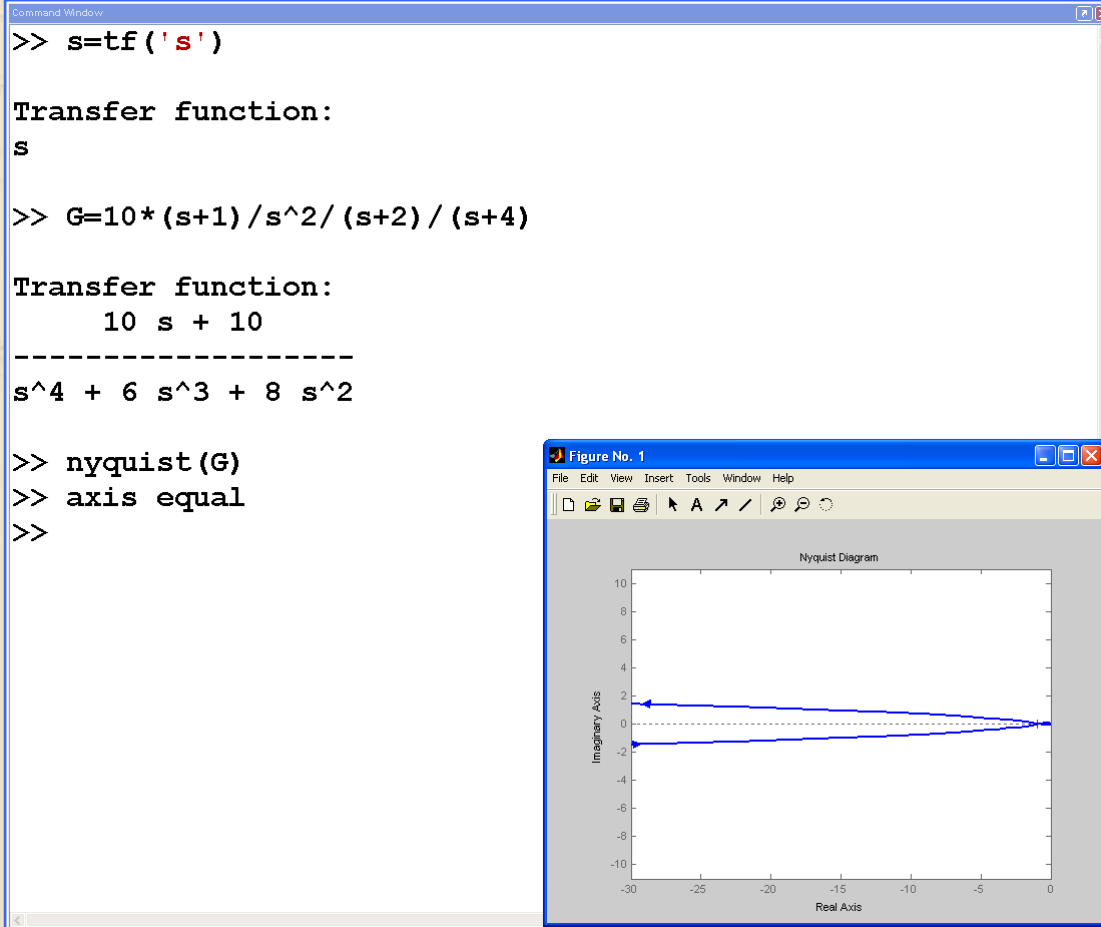 Command Window
>> s=tf('s')
Transfer function:
s
>> G=10*(s+1)/s^2/(s+2)/(s+4)
Transfer function:
10 s + 10
-------------------
s^4 + 6 s^3 + 8 s^2
>> nyquist(G)
>> axis equal
>>
Figure No. 1
File Edit View Insert Tools Window Help
A
Nyquist Diagram
10
8
6
4
2
0
-2
-4
-6
-8
-10
Imaginary Axis
-30 -25 -20 -15 -10 -5 0
Real Axis